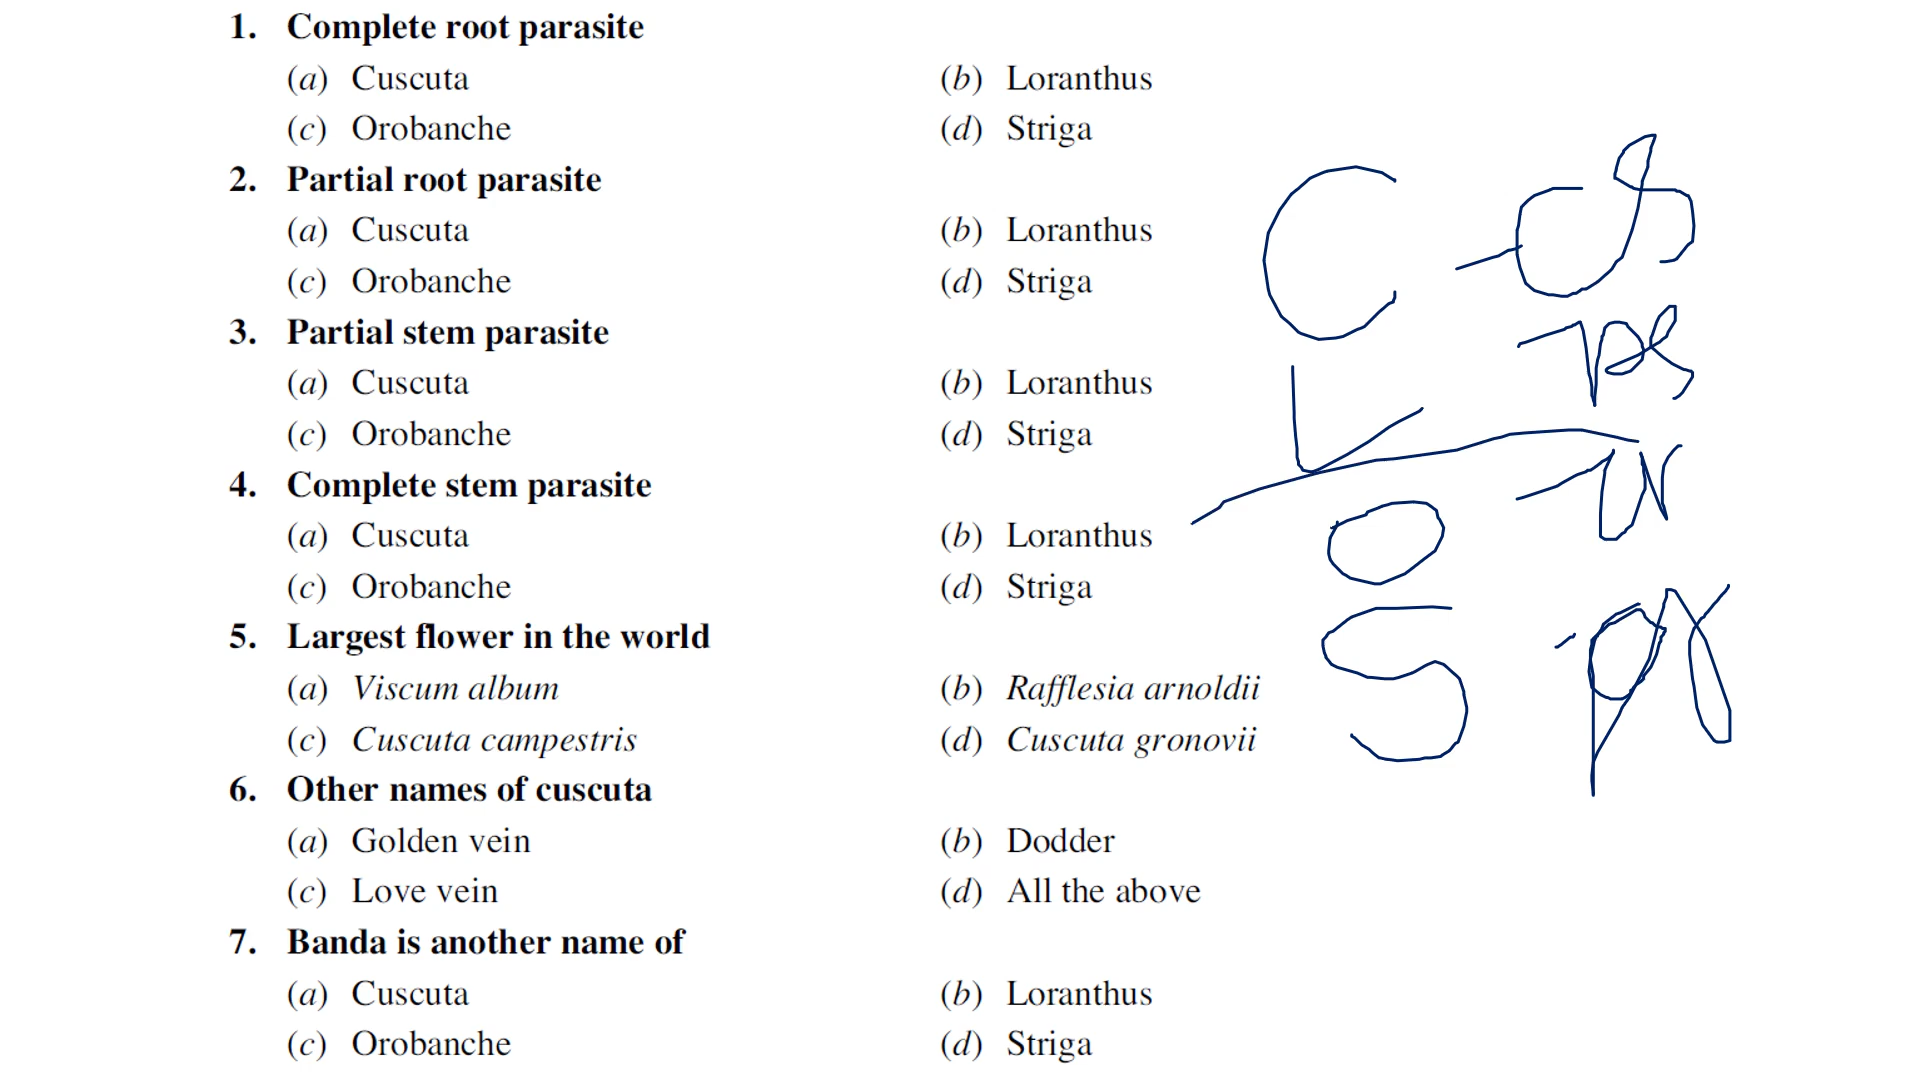 1. Complete root parasite
(a) Cuscuta (b) Loranthus
(c) Orobanche (d) Striga
2. Partial root parasite
(a) Cuscuta (b) Loranthus
(c) Orobanche (d) Striga
3. Partial stem parasite
(a) Cuscuta (b) Loranthus
(c) Orobanche (d) Striga
4. Complete stem parasite
(a) Cuscuta (b) Loranthus
(c) Orobanche (d) Striga
5. Largest flower in the world
(a) Viscum album (b) Rafflesia arnoldii
(c) Cuscuta campestris (d) Cuscuta gronovii
6. Other names of cuscuta
(a) Golden vein (b) Dodder
(c) Love vein (d) All the above
7. Banda is another name of
(a) Cuscuta (b) Loranthus
(c) Orobanche (d) Striga
C - cs
L - ps
O
S - pr